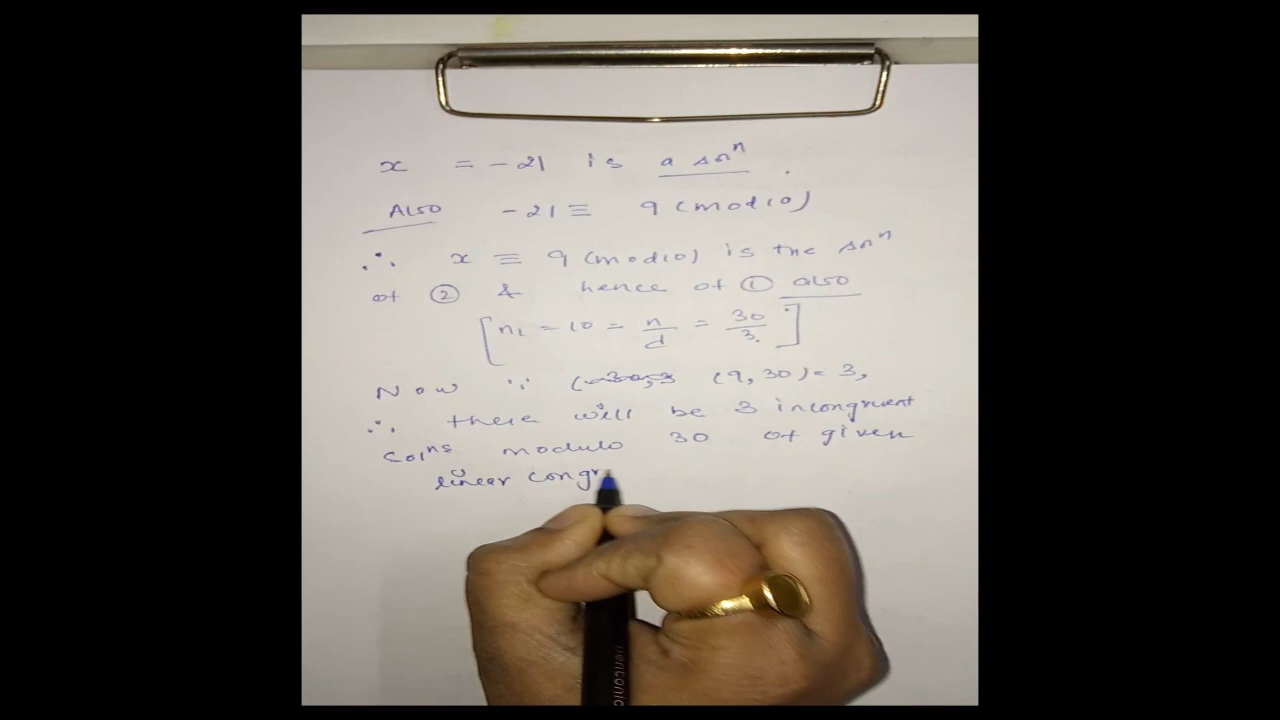 x = -21 is a soln.
Also -21 ≡ 9 (mod 10)
∴ x ≡ 9 (mod 10) is the soln
of ② & hence of ① also
[n1 = 10 = n/d = 30/3]
Now ∵ (9, 30) = 3,
∴ there will be 3 incongruent
solns modulo 30 of given
linear congr